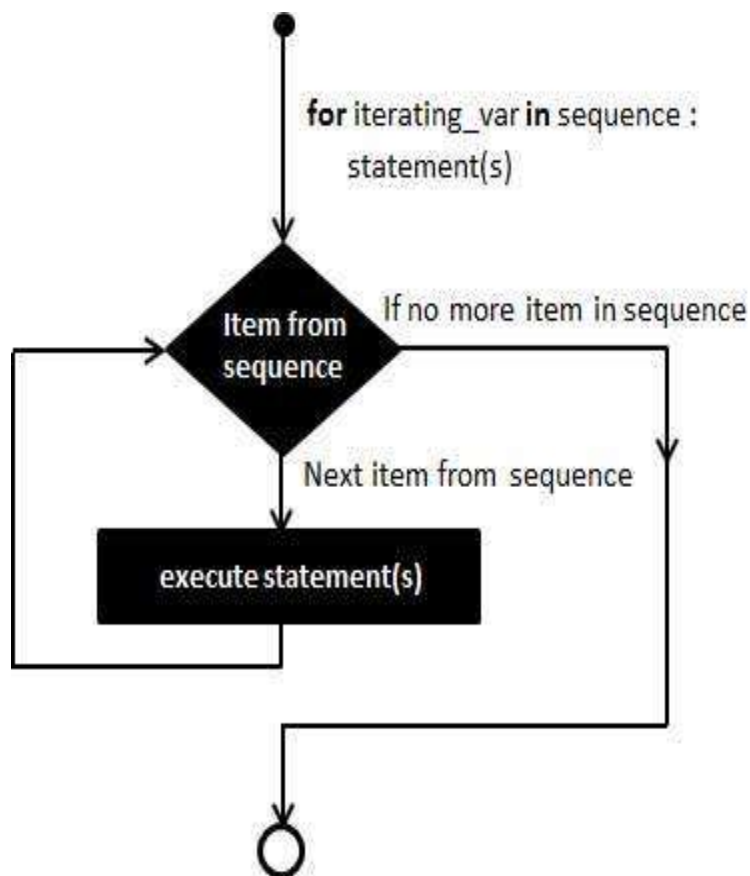 for iterating_var in sequence :
statement(s)
If no more item in sequence
Item from
sequence
Next item from sequence
execute statement(s)